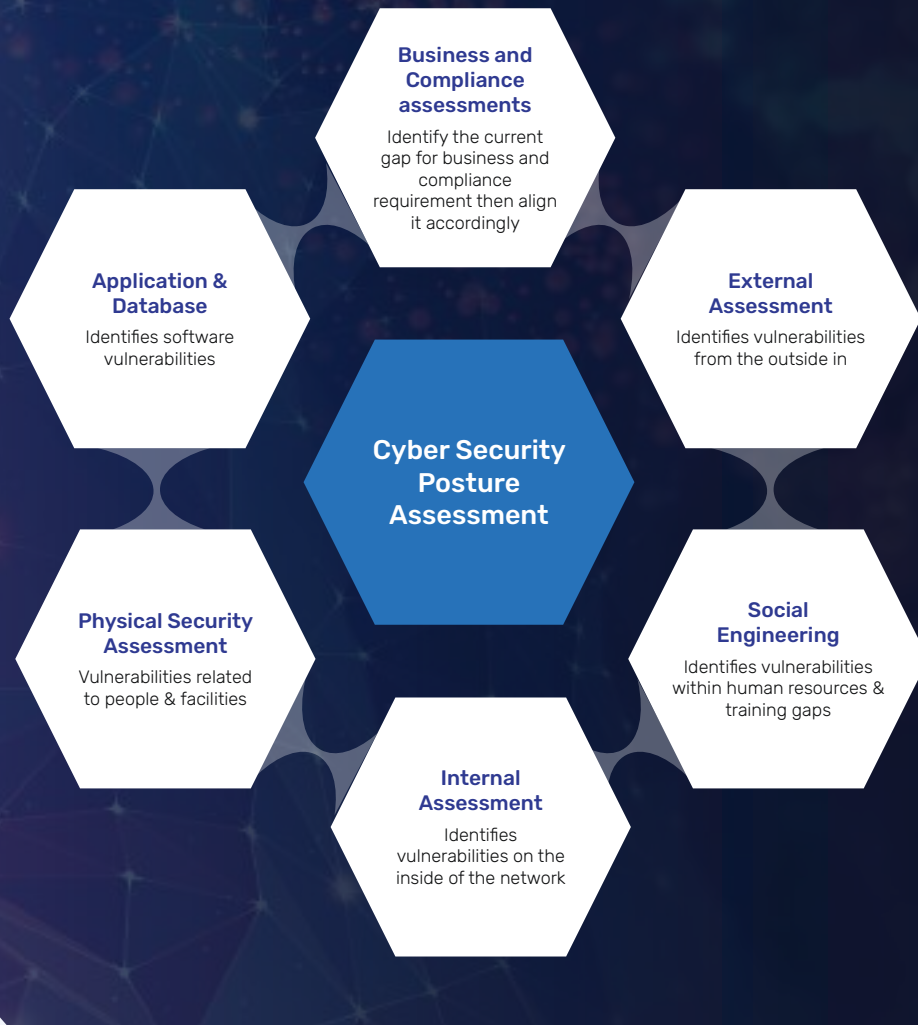 Business and
Compliance
assessments
Identify the current
gap for business and
compliance
requirement then align
it accordingly
Application &
Database
Identifies software
vulnerabilities
External
Assessment
Identifies vulnerabilities
from the outside in
Cyber Security
Posture
Assessment
Physical Security
Assessment
Vulnerabilities related
to people & facilities
Social
Engineering
Identifies vulnerabilities
within human resources &
training gaps
Internal
Assessment
Identifies
vulnerabilities on the
inside of the network